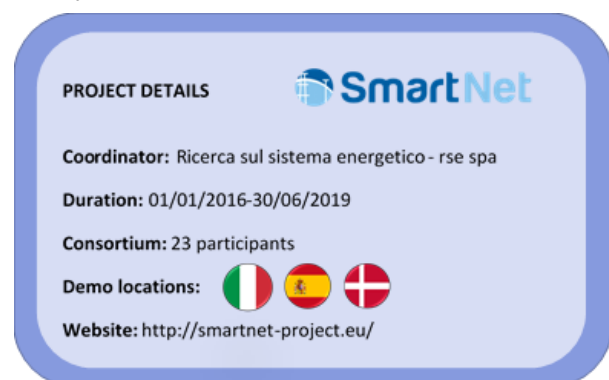 PROJECT DETAILS
SmartNet
Coordinator: Ricerca sul sistema energetico - rse spa
Duration: 01/01/2016-30/06/2019
Consortium: 23 participants
Demo locations:
Website: http://smartnet-project.eu/